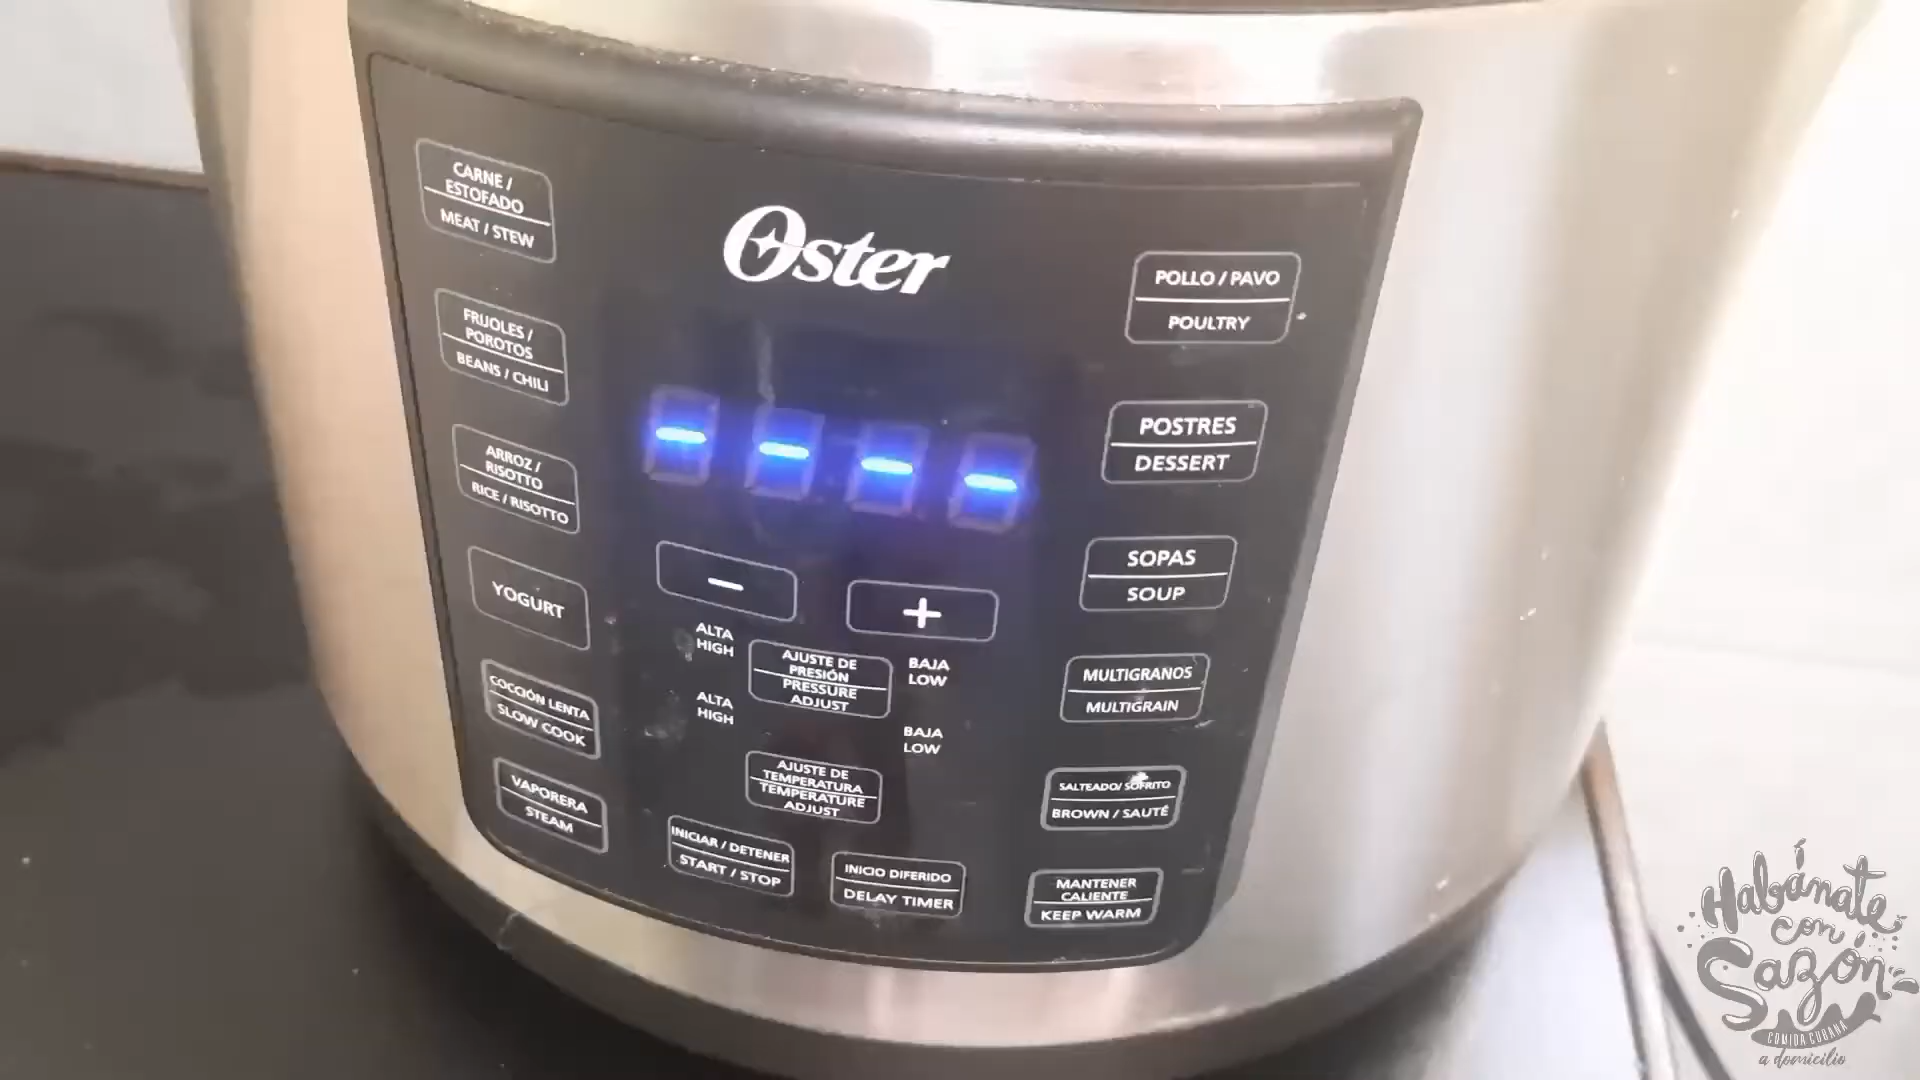 CARNE /
ESTOFADO
MEAT / STEW
FRIJOLES /
POROTOS
BEANS / CHILI
ARROZ /
RISOTTO
RICE / RISOTTO
YOGURT
COCCIÓN LENTA
SLOW COOK
VAPORERA
STEAM
Oster
----
−
+
ALTA
HIGH
AJUSTE DE
PRESIÓN
PRESSURE
ADJUST
BAJA
LOW
ALTA
HIGH
BAJA
LOW
AJUSTE DE
TEMPERATURA
TEMPERATURE
ADJUST
INICIAR / DETENER
START / STOP
INICIO DIFERIDO
DELAY TIMER
POLLO / PAVO
POULTRY
POSTRES
DESSERT
SOPAS
SOUP
MULTIGRANOS
MULTIGRAIN
SALTEADO/ SOFRITO
BROWN / SAUTÉ
MANTENER
CALIENTE
KEEP WARM
Habánate
con
Sazón
COMIDA CUBANA
a domicilio